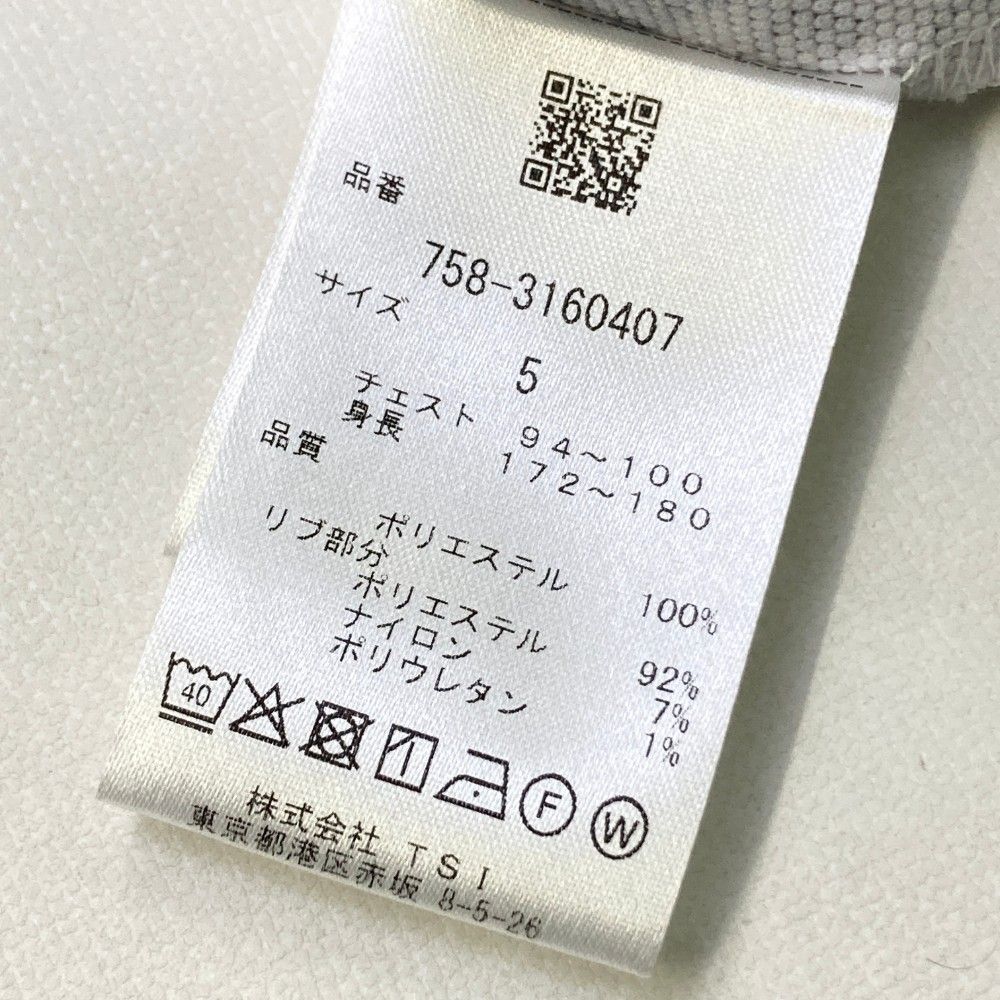 品番
758-3160407
サイズ
5
チェスト 94～100
身長 172～180
品質
ポリエステル 100%
リブ部分
ポリエステル 92%
ナイロン 7%
ポリウレタン 1%
40
F W
株式会社 TSI
東京都港区赤坂 8-5-26